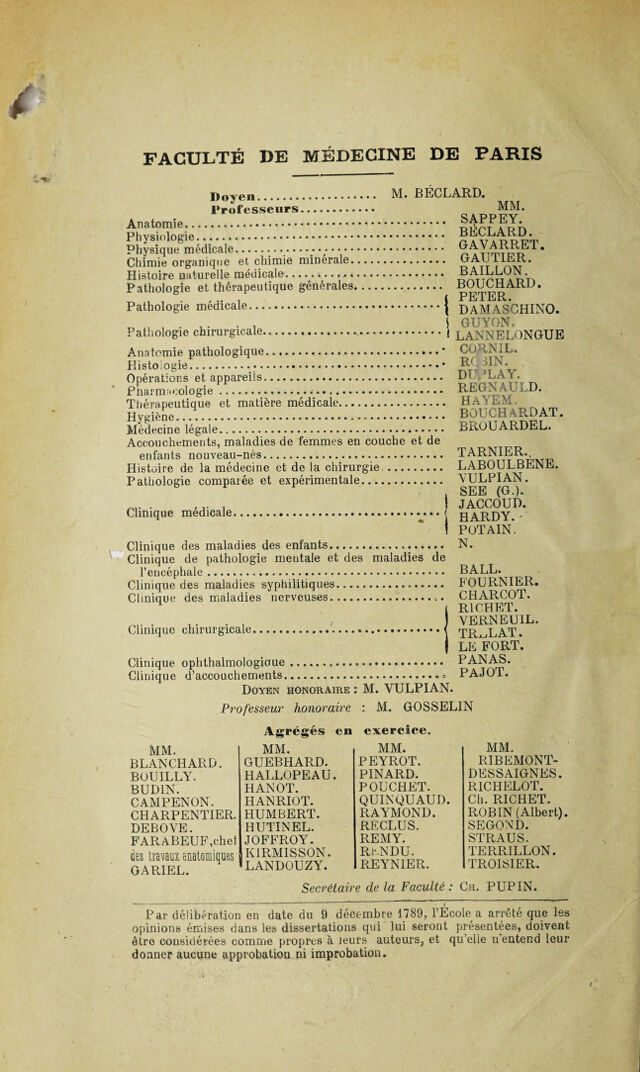 FACULTÉ DE MÉDECINE DE PARIS
Doyen.................. M. BÉCLARD.
Professeurs............ MM.
Anatomie........................................ SAPPEY.
Physiologie..................................... BÉCLARD.
Physique médicale............................... GAVARRET.
Chimie organique et chimie minérale.............. GAUTIER.
Histoire naturelle médicale...................... BAILLON.
Pathologie et thérapeutique générales............. BOUCHARD.
Pathologie médicale.............................. { PETER.
DAMASCHINO.
Pathologie chirurgicale.......................... { GUYON.
LANNELONGUE
Anatomie pathologique........................... CORNIL.
Histologie...................................... ROBIN.
Opérations et appareils......................... DUPLAY.
Pharmacologie .................................. REGNAULD.
Thérapeutique et matière médicale................ HAYEM.
Hygiène......................................... BOUCHARDAT.
Médecine légale................................. BROUARDEL.
Accouchements, maladies de femmes en couche et de
enfants nouveau-nés............................. TARNIER.
Histoire de la médecine et de la chirurgie.......... LABOULBÈNE.
Pathologie comparée et expérimentale............. VULPIAN.
Clinique médicale............................... { SEE (G.).
JACCOUD.
HARDY.
POTAIN.
Clinique des maladies des enfants................. N.
Clinique de pathologie mentale et des maladies de
l'encéphale .................................... BALL.
Clinique des maladies syphilitiques............... FOURNIER.
Clinique des maladies nerveuses................. CHARCOT.
Clinique chirurgicale............................ { RICHET.
VERNEUIL.
TRÉLAT.
LE FORT.
Clinique ophthalmologique ....................... PANAS.
Clinique d'accouchements........................ PAJOT.
DOYEN HONORAIRE : M. VULPIAN.
Professeur honoraire : M. GOSSELIN
Agrégés en exercice.
MM.
BLANCHARD.
BOUILLY.
BUDIN.
CAMPENON.
CHARPENTIER.
DEBOVE.
FARABEUF, chef
des travaux anatomiques
GARIEL.
MM.
GUEBHARD.
HALLOPEAU.
HANOT.
HANRIOT.
HUMBERT.
HUTINEL.
JOFFROY.
KIRMISSON.
LANDOUZY.
MM.
PEYROT.
PINARD.
POUCHET.
QUINQUAUD.
RAYMOND.
RECLUS.
REMY.
RENDU.
REYNIER.
MM.
RIBEMONT-
DESSAIGNES.
RICHELOT.
Ch. RICHET.
ROBIN (Albert).
SEGOND.
STRAUS.
TERRILLON.
TROISIER.
Secrétaire de la Faculté : CH. PUPIN.
Par délibération en date du 9 décembre 1789, l'École a arrêté que les
opinions émises dans les dissertations qui lui seront présentées, doivent
être considérées comme propres à leurs auteurs, et qu'elle n'entend leur
donner aucune approbation ni improbation.